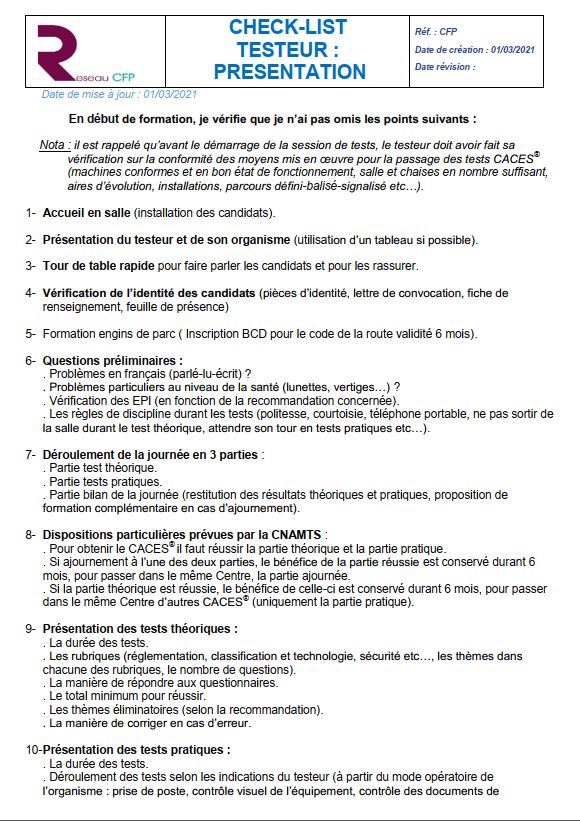 Reseau CFP
CHECK-LIST
TESTEUR :
PRESENTATION
Réf. : CFP
Date de création : 01/03/2021
Date révision :
Date de mise à jour : 01/03/2021
En début de formation, je vérifie que je n’ai pas omis les points suivants :
Nota : il est rappelé qu’avant le démarrage de la session de tests, le testeur doit avoir fait sa
vérification sur la conformité des moyens mis en œuvre pour la passage des tests CACES®
(machines conformes et en bon état de fonctionnement, salle et chaises en nombre suffisant,
aires d’évolution, installations, parcours défini-balisé-signalisé etc…).
1- Accueil en salle (installation des candidats).
2- Présentation du testeur et de son organisme (utilisation d’un tableau si possible).
3- Tour de table rapide pour faire parler les candidats et pour les rassurer.
4- Vérification de l’identité des candidats (pièces d’identité, lettre de convocation, fiche de
renseignement, feuille de présence)
5- Formation engins de parc ( Inscription BCD pour le code de la route validité 6 mois).
6- Questions préliminaires :
. Problèmes en français (parlé-lu-écrit) ?
. Problèmes particuliers au niveau de la santé (lunettes, vertiges…) ?
. Vérification des EPI (en fonction de la recommandation concernée).
. Les règles de discipline durant les tests (politesse, courtoisie, téléphone portable, ne pas sortir de
la salle durant le test théorique, attendre son tour en tests pratiques etc…).
7- Déroulement de la journée en 3 parties :
. Partie test théorique.
. Partie tests pratiques.
. Partie bilan de la journée (restitution des résultats théoriques et pratiques, proposition de
formation complémentaire en cas d’ajournement).
8- Dispositions particulières prévues par la CNAMTS :
. Pour obtenir le CACES® il faut réussir la partie théorique et la partie pratique.
. Si ajournement à l’une des deux parties, le bénéfice de la partie réussie est conservé durant 6
mois, pour passer dans le même Centre, la partie ajournée.
. Si la partie théorique est réussie, le bénéfice de celle-ci est conservé durant 6 mois, pour passer
dans le même Centre d’autres CACES® (uniquement la partie pratique).
9- Présentation des tests théoriques :
. La durée des tests.
. Les rubriques (réglementation, classification et technologie, sécurité etc…, les thèmes dans
chacune des rubriques, le nombre de questions).
. La manière de répondre aux questionnaires.
. Le total minimum pour réussir.
. Les thèmes éliminatoires (selon la recommandation).
. La manière de corriger en cas d’erreur.
10-Présentation des tests pratiques :
. La durée des tests.
. Déroulement des tests selon les indications du testeur (à partir du mode opératoire de
l’organisme : prise de poste, contrôle visuel de l’équipement, contrôle des documents de